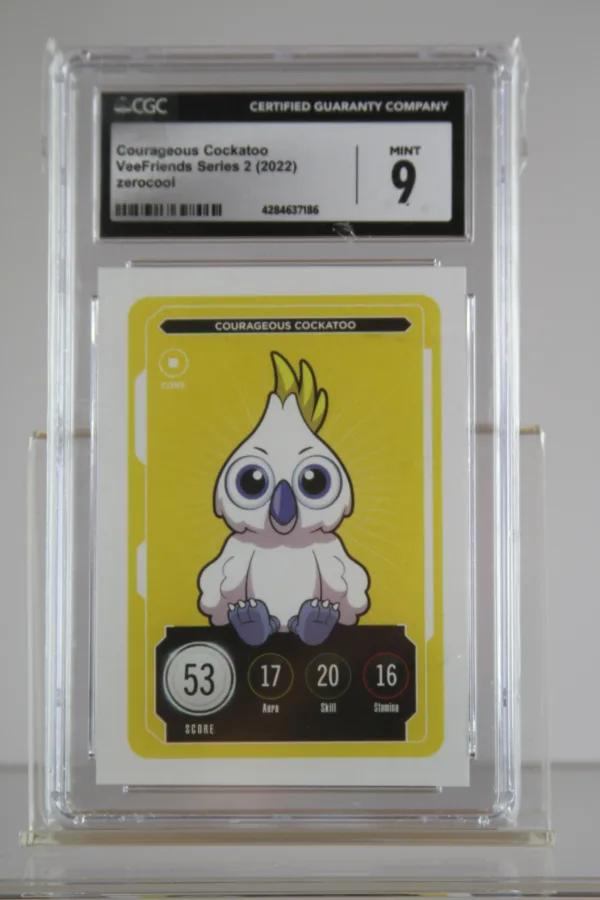 CGC
CERTIFIED GUARANTY COMPANY
Courageous Cockatoo
VeeFriends Series 2 (2022)
zerocool
4284637186
MINT
9
COURAGEOUS COCKATOO
53
SCORE
17
Aura
20
Skill
16
Stamina